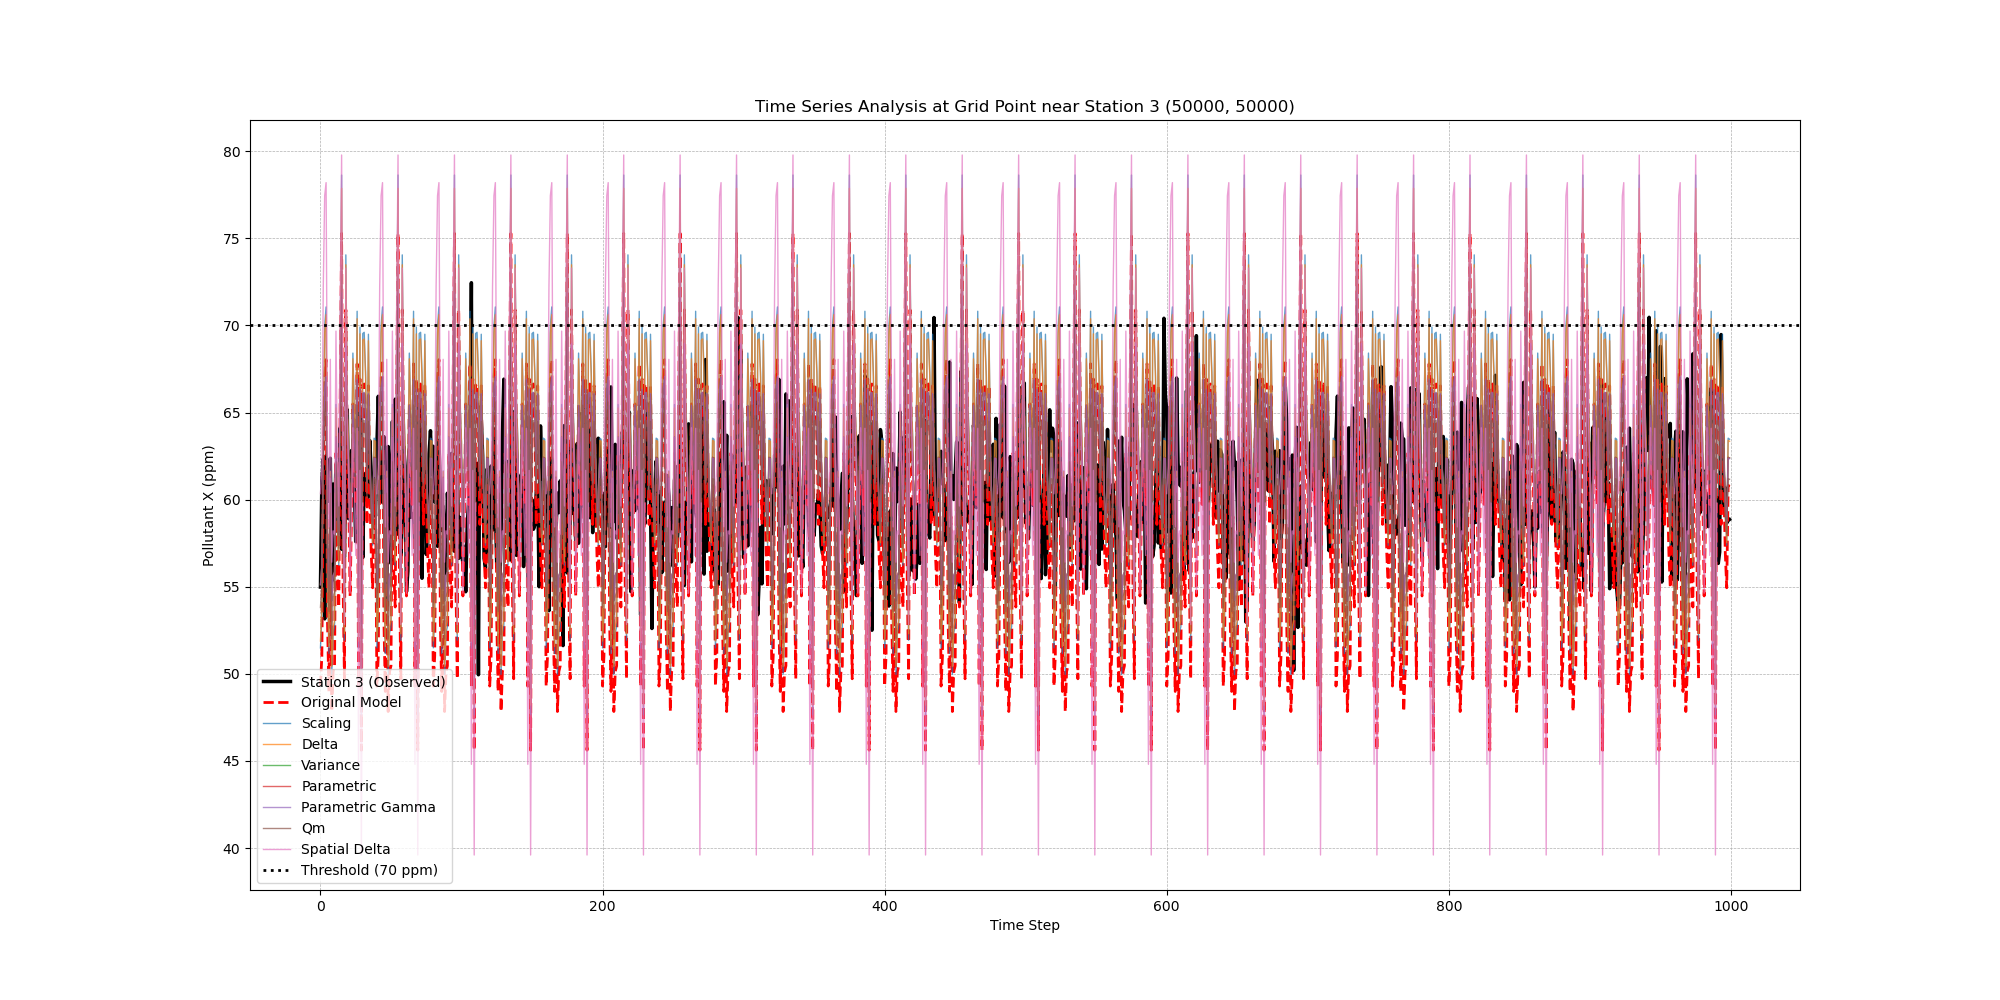 Time Series Analysis at Grid Point near Station 3 (50000, 50000)
Pollutant X (ppm)
80
75
70
65
60
55
50
45
40
Station 3 (Observed)
Original Model
Scaling
Delta
Variance
Parametric
Parametric Gamma
Qm
Spatial Delta
Threshold (70 ppm)
0
200
400
600
800
1000
Time Step